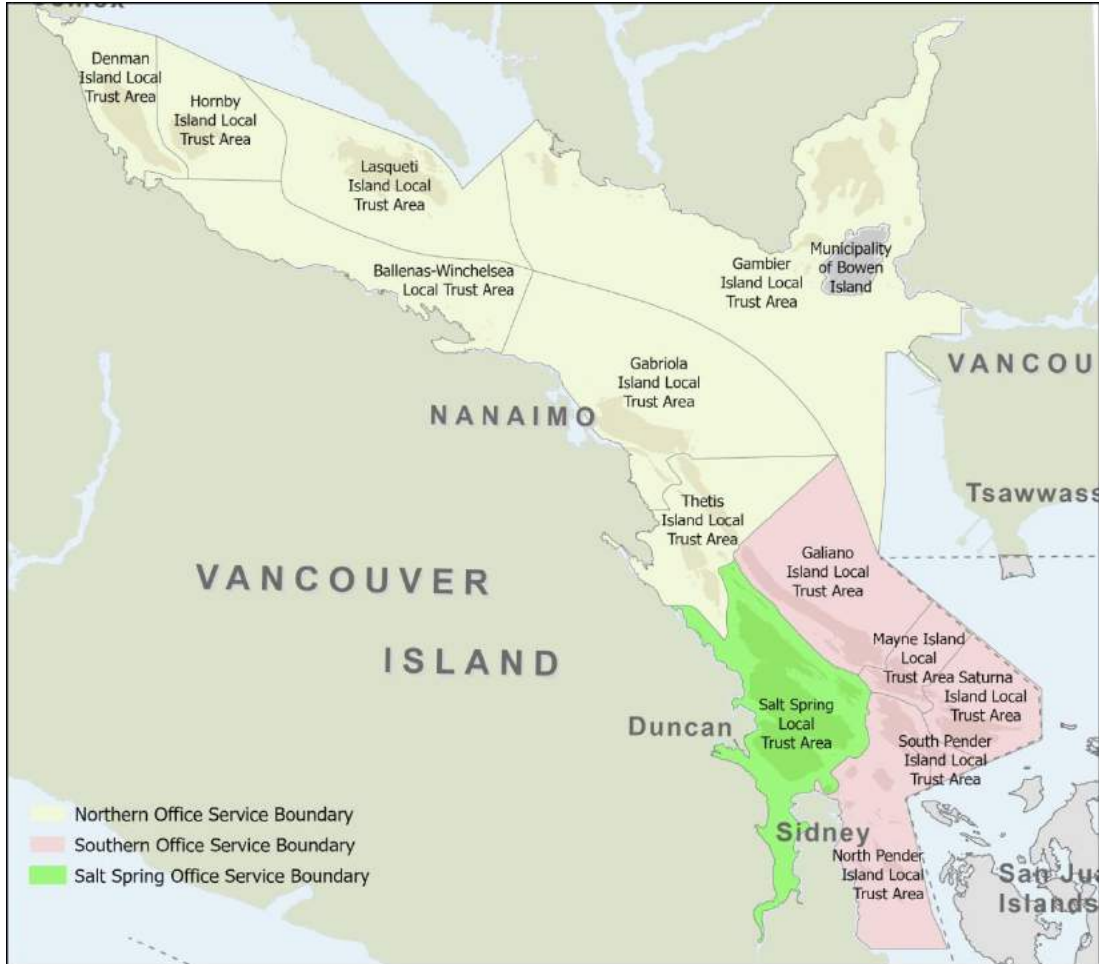 Denman
Island Local
Trust Area
Hornby
Island Local
Trust Area
Lasqueti
Island Local
Trust Area
Ballenas-Winchelsea
Local Trust Area
Gambier
Island Local
Trust Area
Municipality
of Bowen
Island
VANCOU
Gabriola
Island Local
Trust Area
NANAIMO
Tsawwass
Thetis
Island Local
Trust Area
Galiano
Island Local
Trust Area
VANCOUVER
ISLAND
Mayne Island
Local
Trust Area
Saturna
Island Local
Trust Area
Salt Spring
Local
Trust Area
Duncan
South Pender
Island Local
Trust Area
Northern Office Service Boundary
Southern Office Service Boundary
Salt Spring Office Service Boundary
Sidney
North Pender
Island Local
Trust Area
San Jua
Islands